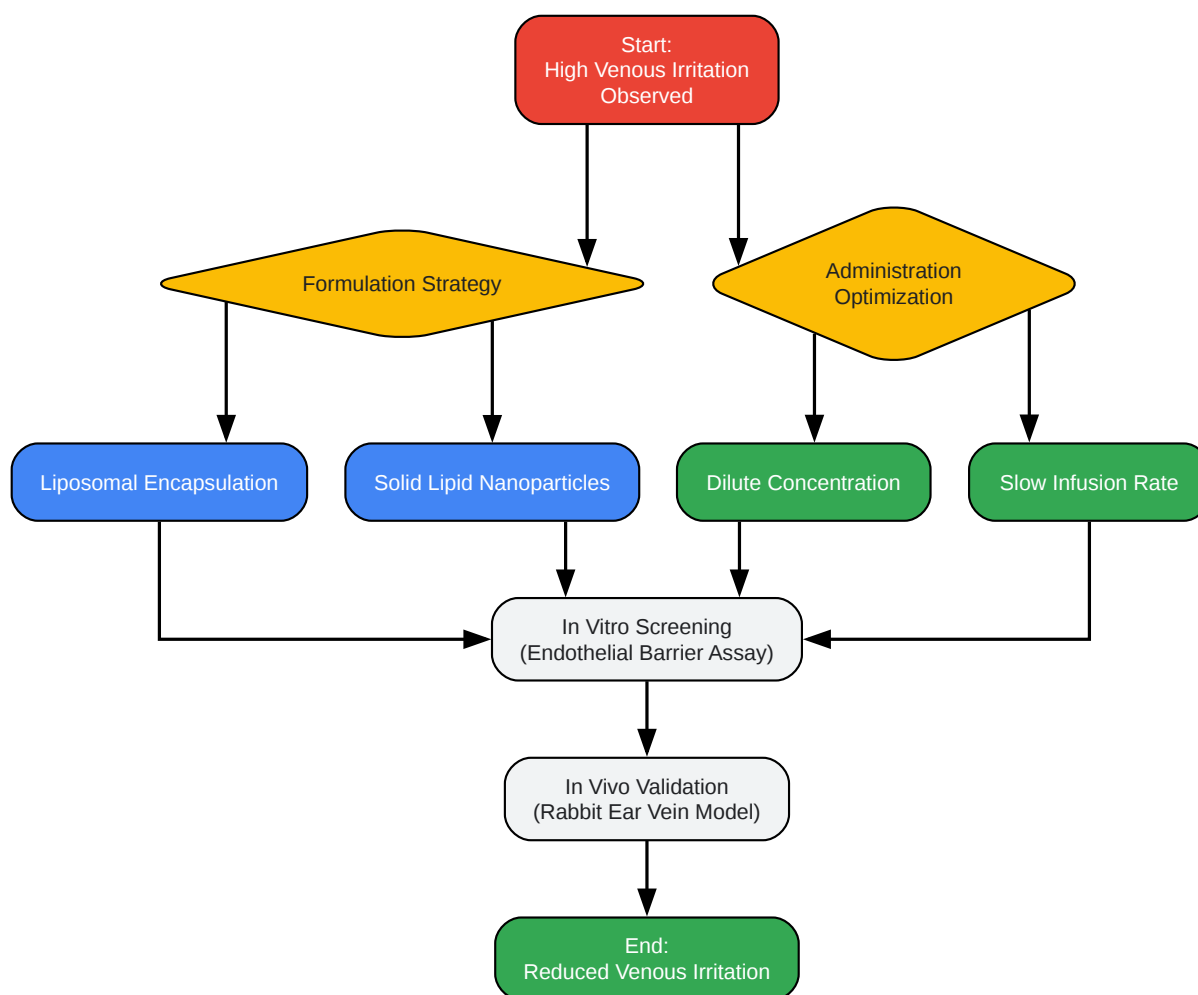 Start:
High Venous Irritation
Observed
Formulation Strategy
Administration
Optimization
Liposomal Encapsulation
Solid Lipid Nanoparticles
Dilute Concentration
Slow Infusion Rate
In Vitro Screening
(Endothelial Barrier Assay)
In Vivo Validation
(Rabbit Ear Vein Model)
End:
Reduced Venous Irritation